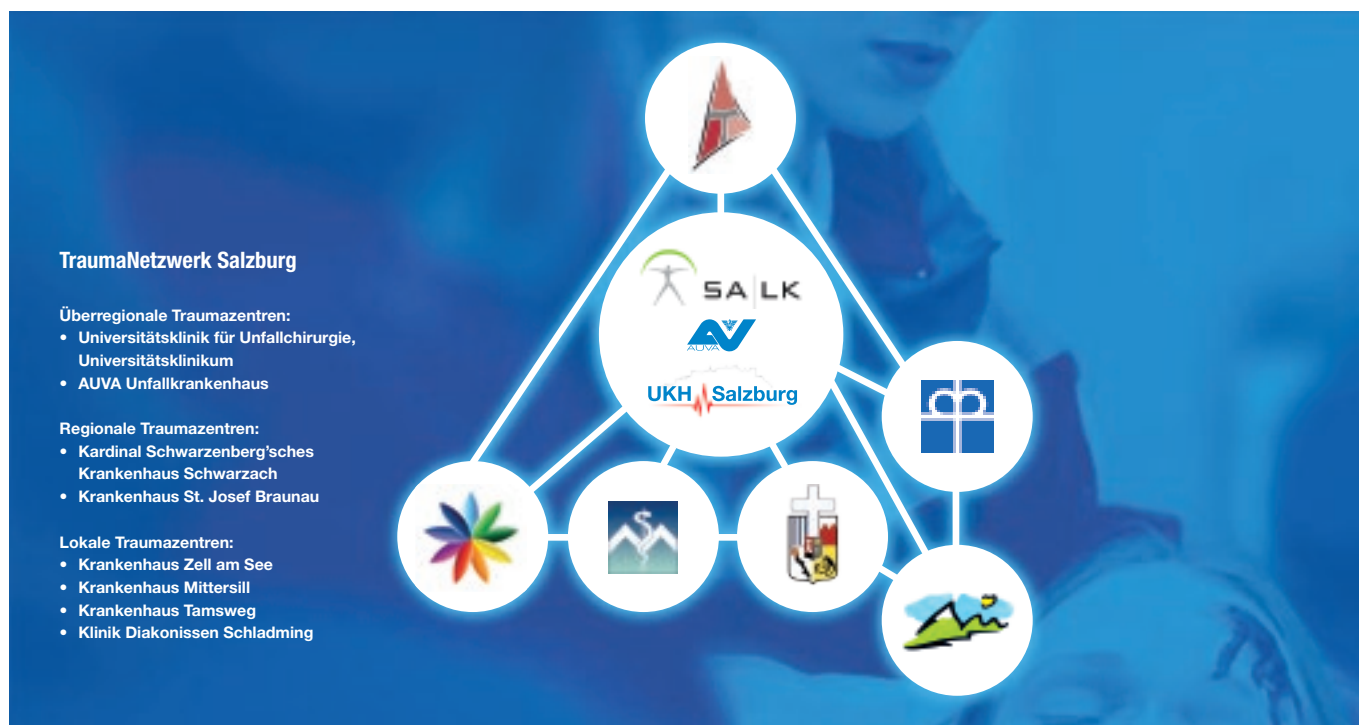 TraumaNetzwerk Salzburg
Überregionale Traumazentren:
• Universitätsklinik für Unfallchirurgie,
Universitätsklinikum
• AUVA Unfallkrankenhaus
Regionale Traumazentren:
• Kardinal Schwarzenberg’sches
Krankenhaus Schwarzach
• Krankenhaus St. Josef Braunau
Lokale Traumazentren:
• Krankenhaus Zell am See
• Krankenhaus Mittersill
• Krankenhaus Tamsweg
• Klinik Diakonissen Schladming
SA|LK
AUVA
UKH Salzburg